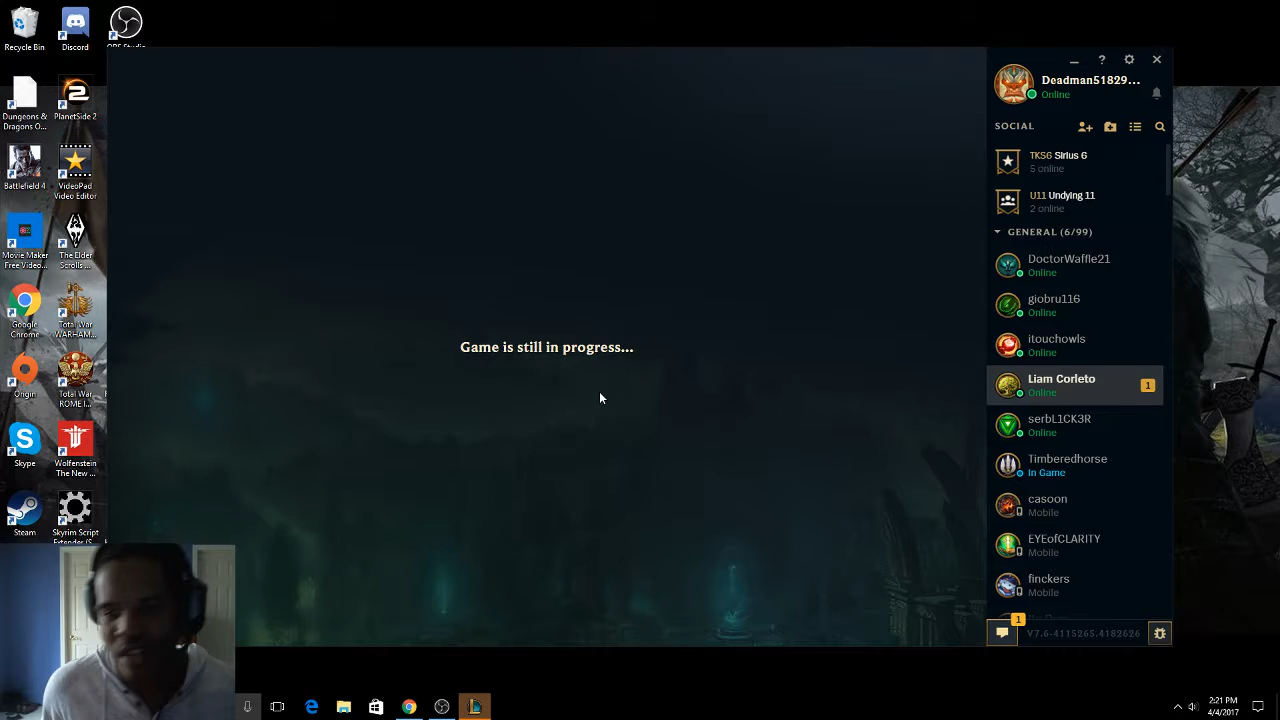 Recycle Bin
Discord
OBS Studio
Dungeons & Dragons O...
PlanetSide 2
Battlefield 4
VideoPad Video Editor
Movie Maker Free Video...
The Elder Scrolls ...
Google Chrome
Total War WARHAM...
Origin
Total War ROME I...
Skype
Wolfenstein The New ...
Steam
Skyrim Script Extender (S...
Game is still in progress...
Deadman51829...
Online
SOCIAL
TKSG Sirius 6
5 online
U11 Undying 11
2 online
GENERAL (6/99)
DoctorWaffle21
Online
giobru116
Online
itouchowls
Online
Liam Corleto
Online
1
serbL1CK3R
Online
Timberedhorse
In Game
casoon
Mobile
EYEofCLARITY
Mobile
finckers
Mobile
1
V7.6-4115265.4182626
2:21 PM
4/4/2017